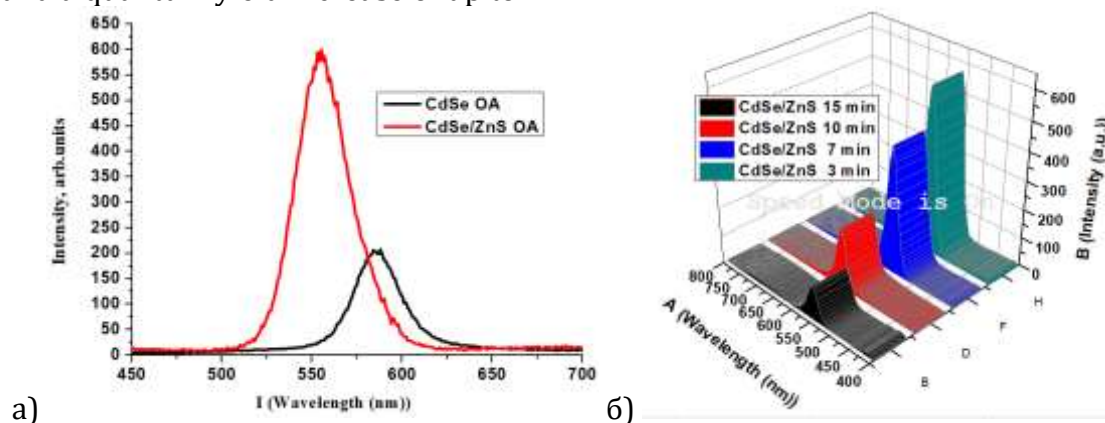 650
600
550
500
450
400
350
300
250
200
150
100
50
0
Intensity, arb.units
CdSe OA
CdSe/ZnS OA
450 500 550 600 650 700
I (Wavelength (nm))
а)
CdSe/ZnS 15 min
CdSe/ZnS 10 min
CdSe/ZnS 7 min
CdSe/ZnS 3 min
Speed Mode is On
600
500
400
300
200
100
0
B (Intensity (a.u.))
800
750
700
650
600
550
500
450
400
A (Wavelength (nm))
B
D
F
H
б)